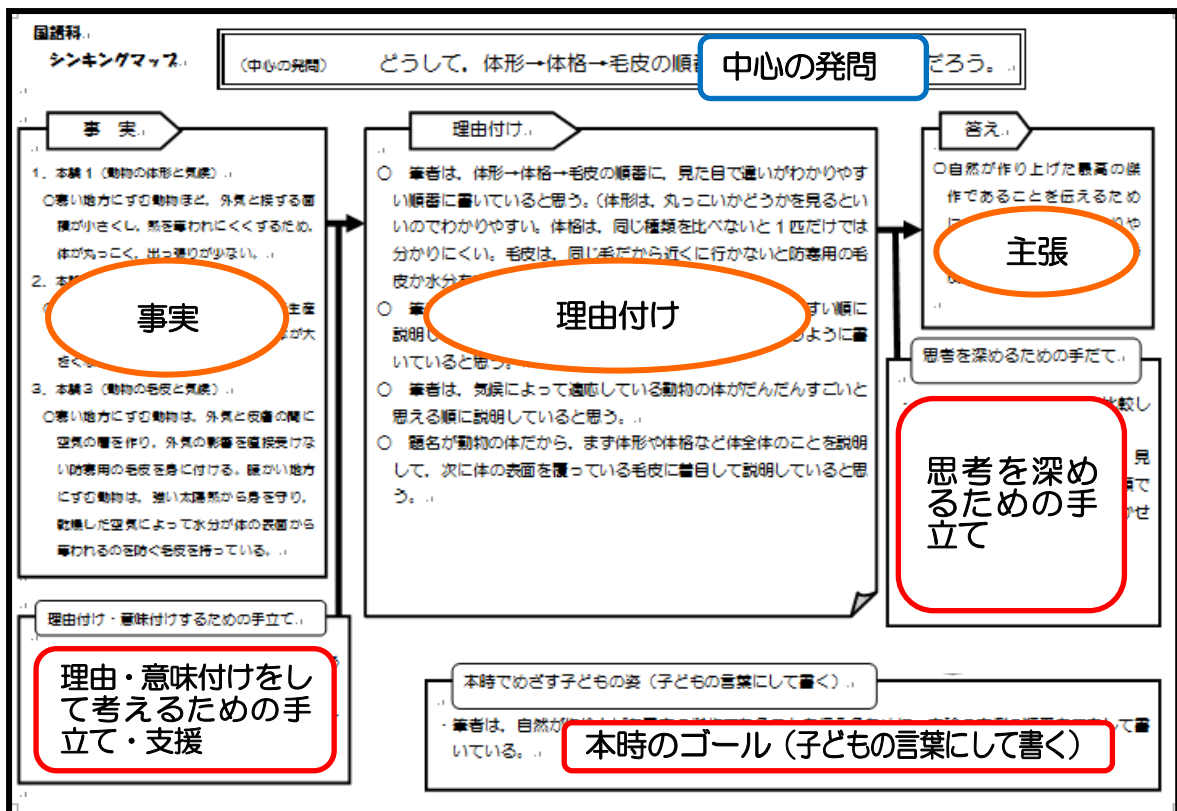 国語科
シンキングマップ
(中心の発問)
どうして，体形→体格→毛皮の順番
だろう。
中心の発問
事 実
1．本論1（動物の体形と気候）
○寒い地方にすむ動物ほど，外気と接する面
積が小さくし，熱を奪われにくくするため，
体が丸っこく，出っ張りが少ない。
2．本
生産
が大
事実
3．本論3（動物の毛皮と気候）
○寒い地方にすむ動物は，外気と皮膚の間に
空気の層を作り，外気の影響を直接受けな
い防寒用の毛皮を身に付ける。暖かい地方
にすむ動物は，強い太陽熱から身を守り，
乾燥した空気によって水分が体の表面から
奪われるのを防ぐ毛皮を持っている。
理由付け・意味付けするための手立て
理由・意味付けをし
て考えるための手
立て・支援
理由付け
○ 筆者は，体形→体格→毛皮の順番に，見た目で違いがわかりやす
い順番に書いていると思う。（体形は，丸っこいかどうかを見るとい
いのでわかりやすい。体格は，同じ種類を比べないと1匹だけでは
分かりにくい。毛皮は，同じ毛だから近くに行かないと防寒用の毛
皮か水分を
○ 筆
すい順に
説明し
ように書
いていると思う。
理由付け
○ 筆者は，気候によって適応している動物の体がだんだんすごいと
思える順に説明していると思う。
○ 題名が動物の体だから，まず体形や体格など体全体のことを説明
して，次に体の表面を覆っている毛皮に着目して説明していると思
う。
答え
○自然が作り上げた最高の傑
作であることを伝えるため
に
りや
主張
思考を深めるための手だて
比較し
見
順で
かせ
思考を深め
るための手
立て
本時でめざす子どもの姿（子どもの言葉にして書く）
・筆者は，自然が
て書
いている。
本時のゴール（子どもの言葉にして書く）